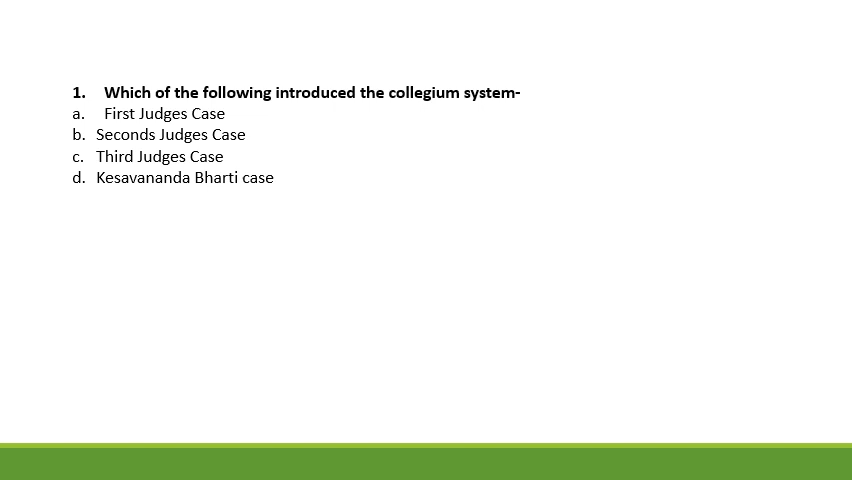 1. Which of the following introduced the collegium system-
a. First Judges Case
b. Seconds Judges Case
c. Third Judges Case
d. Kesavananda Bharti case